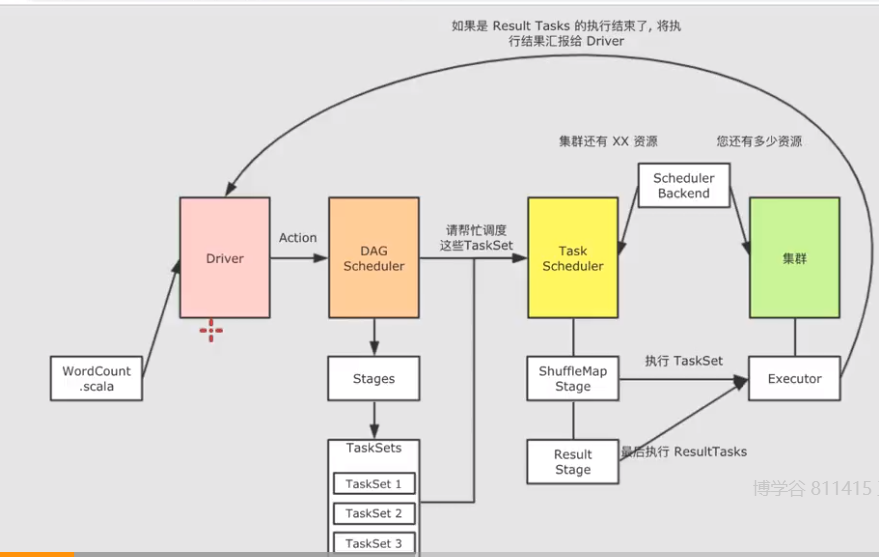 如果是 Result Tasks 的执行结束了, 将执
行结果汇报给 Driver
集群还有 XX 资源
您还有多少资源
Scheduler
Backend
Driver
Action
DAG
Scheduler
请帮忙调度
这些TaskSet
Task
Scheduler
集群
WordCount
.scala
Stages
ShuffleMap
Stage
执行 TaskSet
Executor
TaskSets
TaskSet 1
TaskSet 2
TaskSet 3
Result
Stage
最后执行 ResultTasks
博学谷 811415